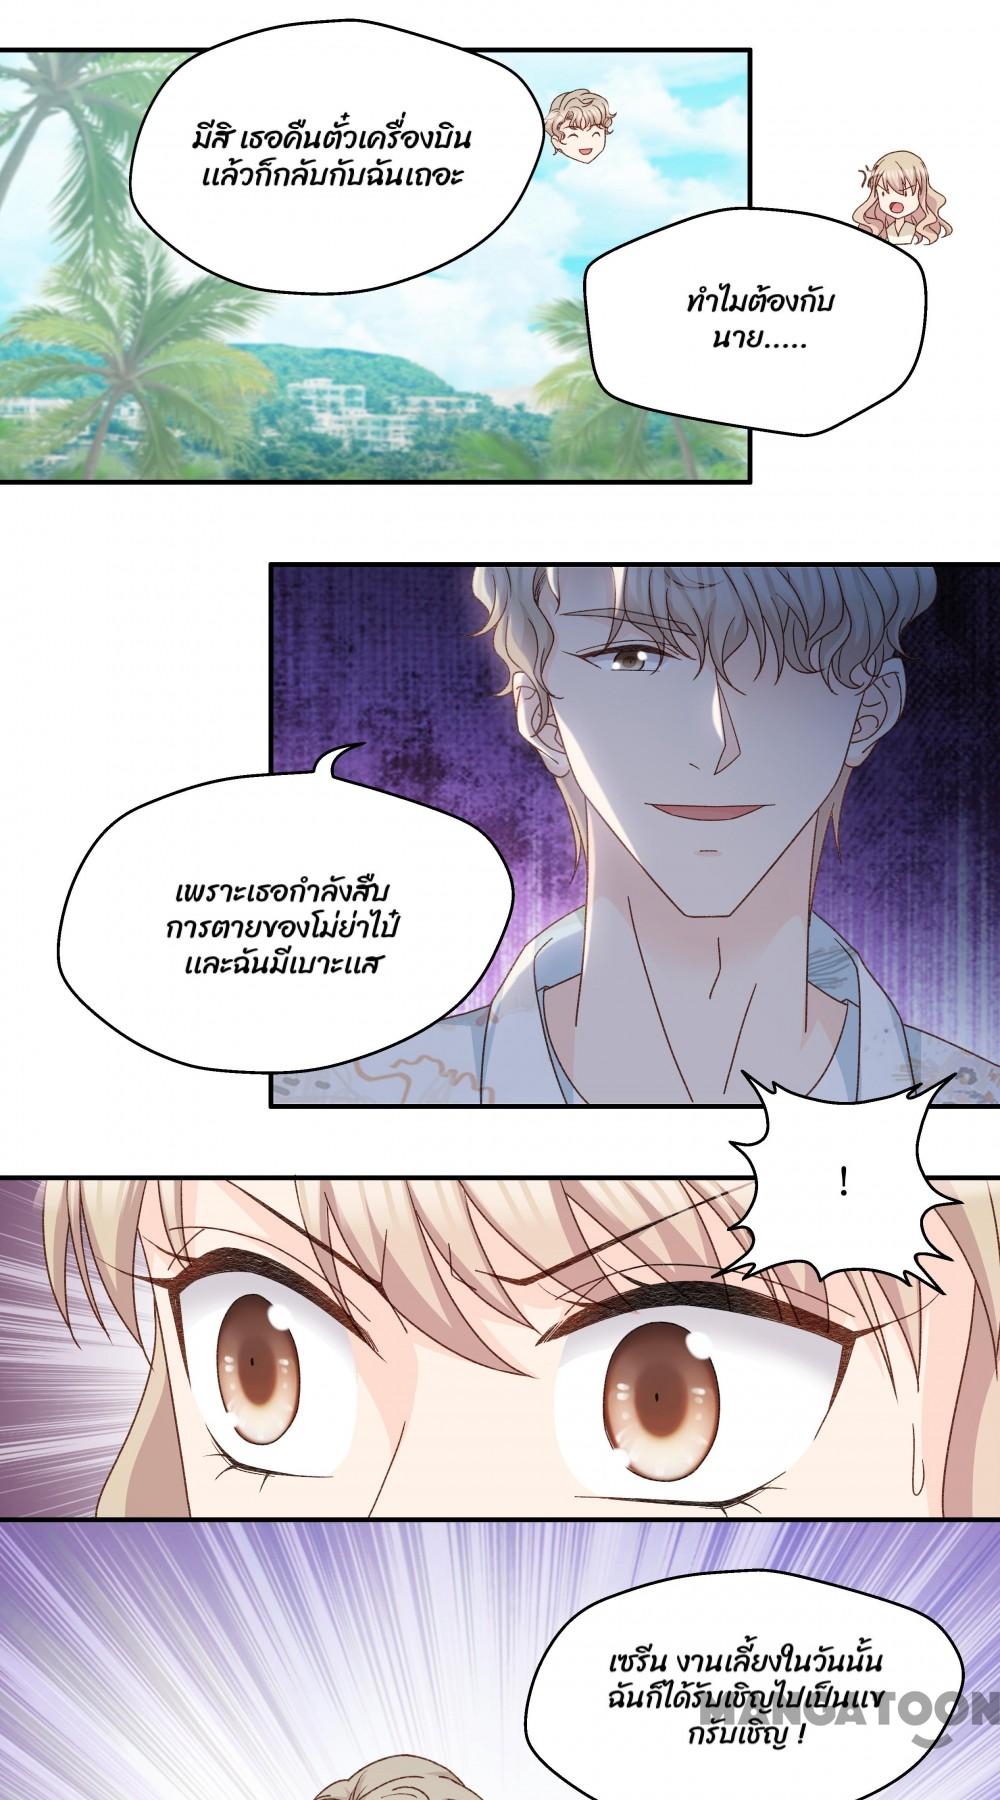 มีสิ เธอคืนตั๋วเครื่องบิน
แล้วก็กลับกับฉันเถอะ
ทำไมต้องกับ
นาย.....
เพราะเธอกำลังสืบ
การตายของโม่ย่าไป๋
และฉันมีเบาะแส
!
เซรีน งานเลี้ยงในวันนั้น
ฉันก็ได้รับเชิญไปเป็นแข
กรับเชิญ !
MANGATOON